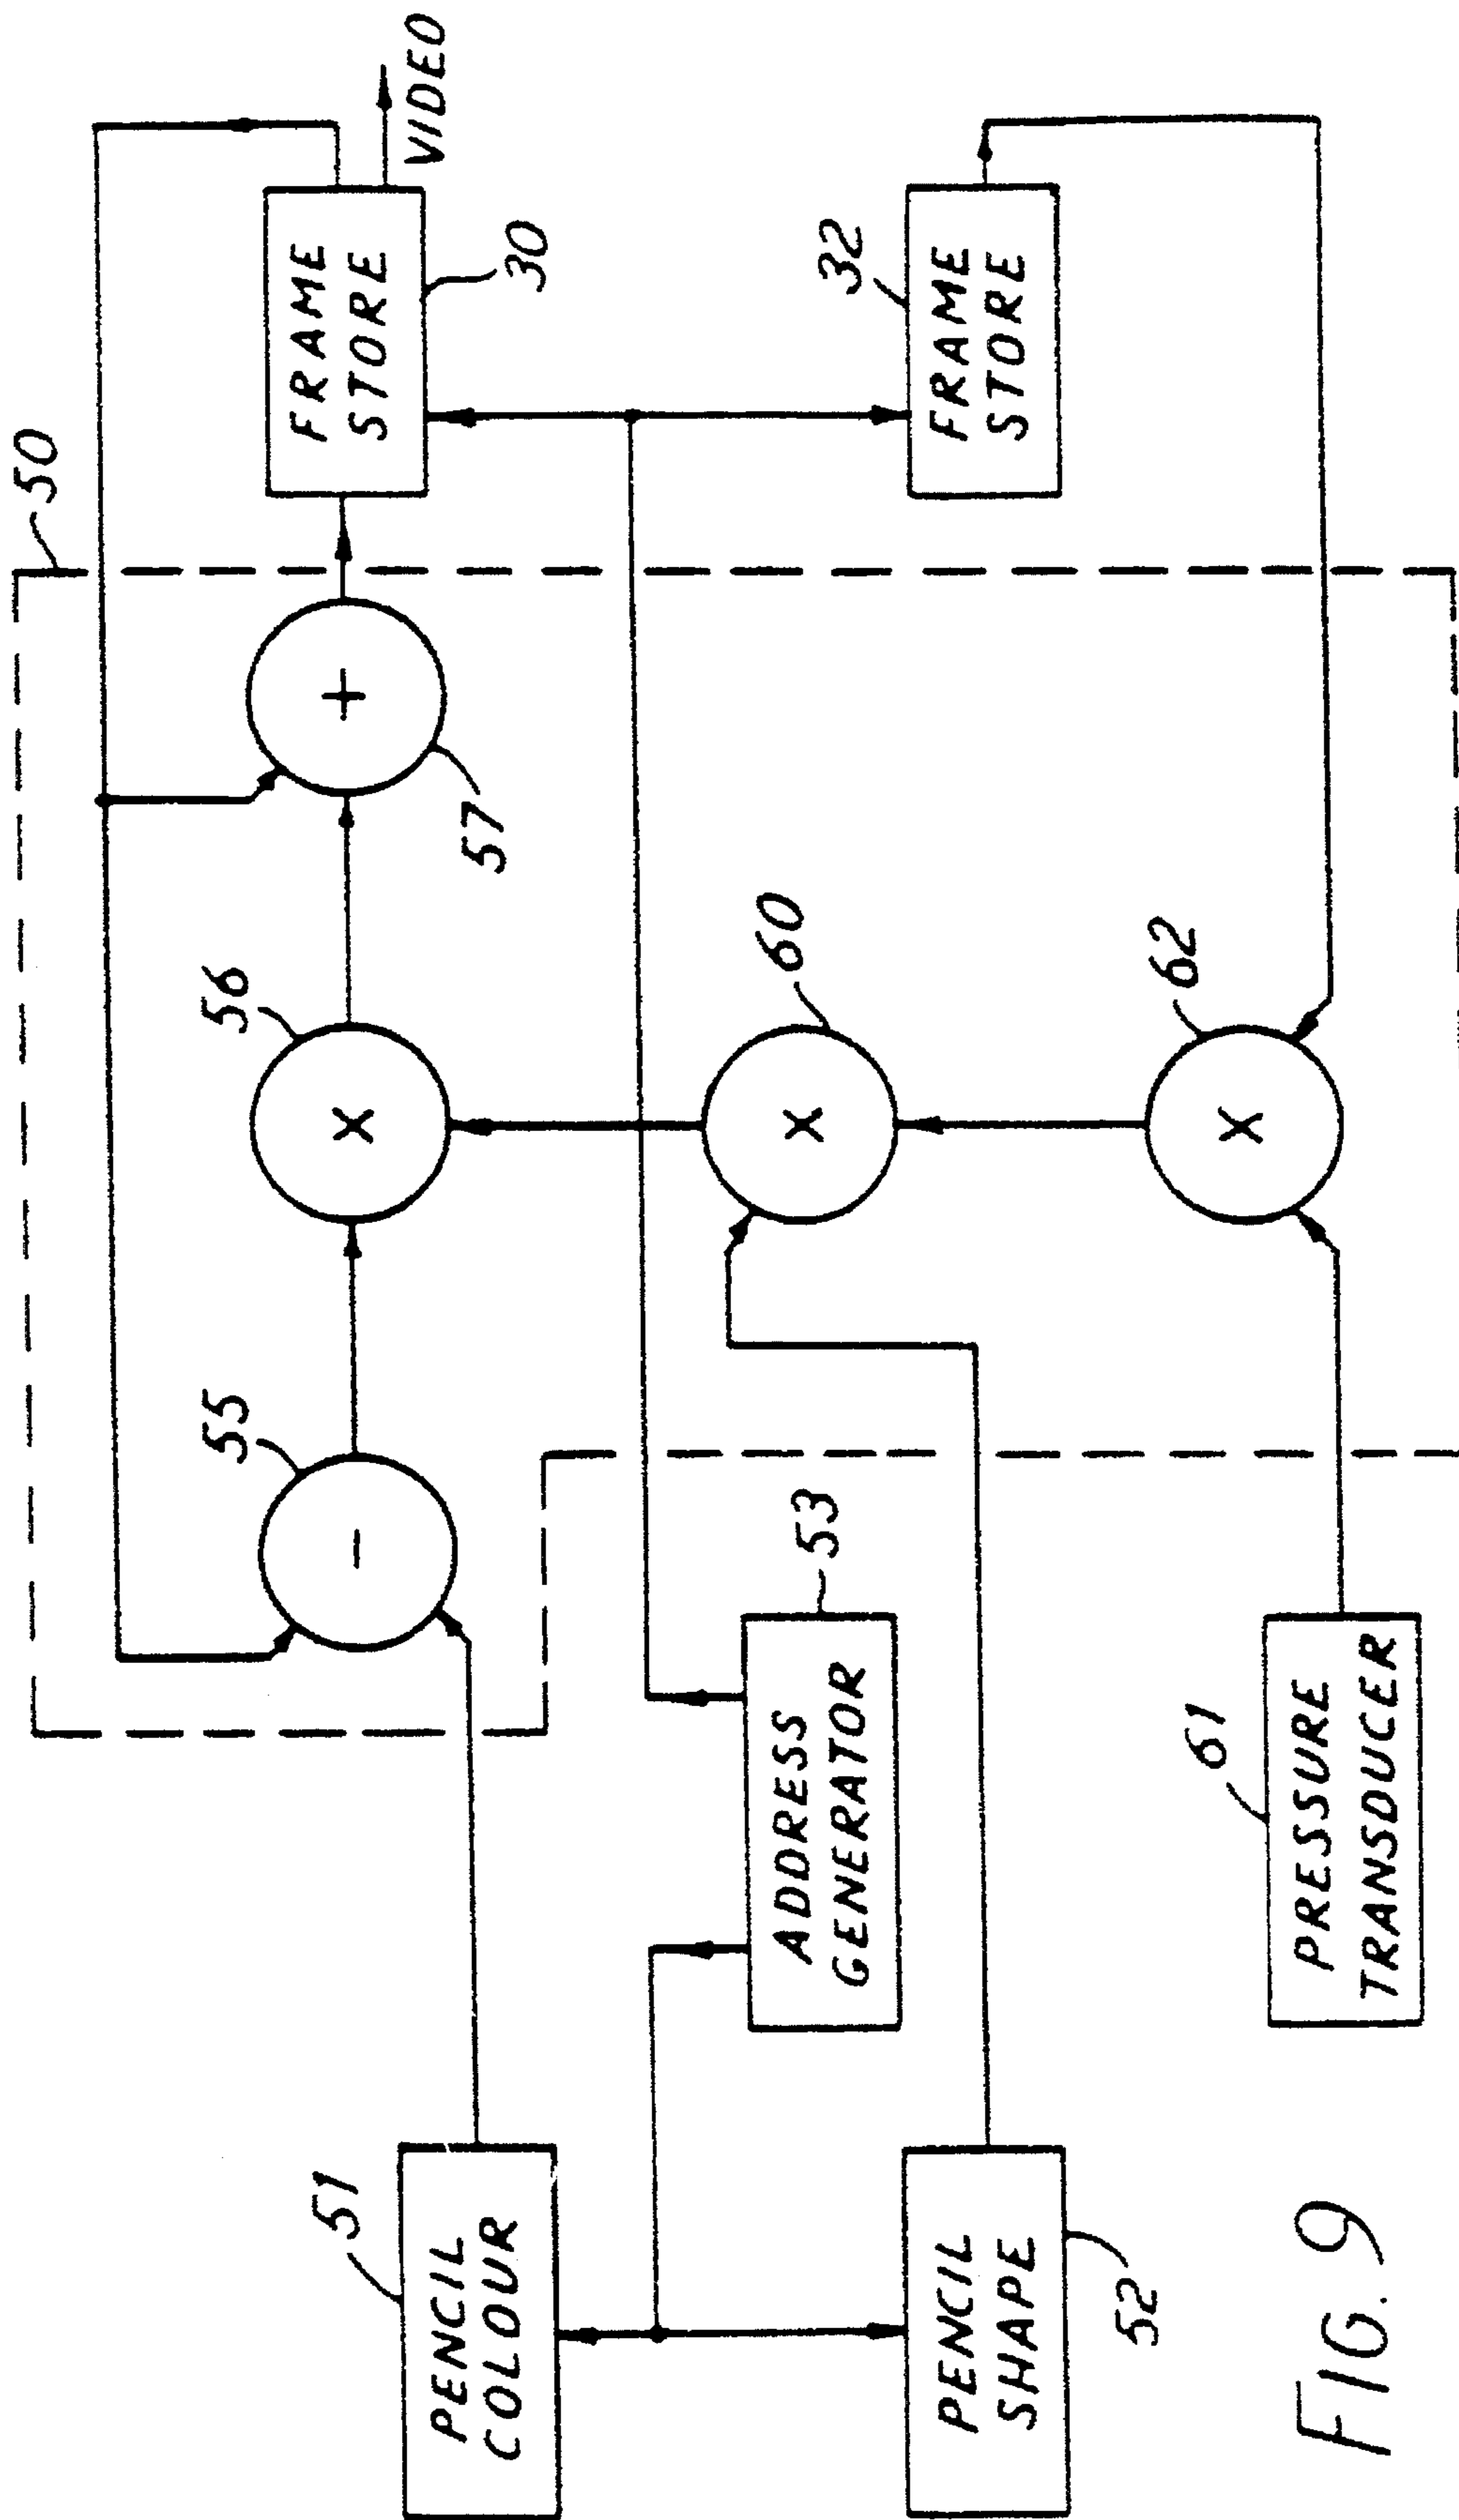 50
FRAME
STORE
30
VIDEO
+
57
56
X
55
-
51
PENCIL
COLOUR
ADDRESS
GENERATOR
53
60
X
32
FRAME
STORE
PENCIL
SHAPE
52
61
PRESSURE
TRANSDUCER
62
X
FIG. 9